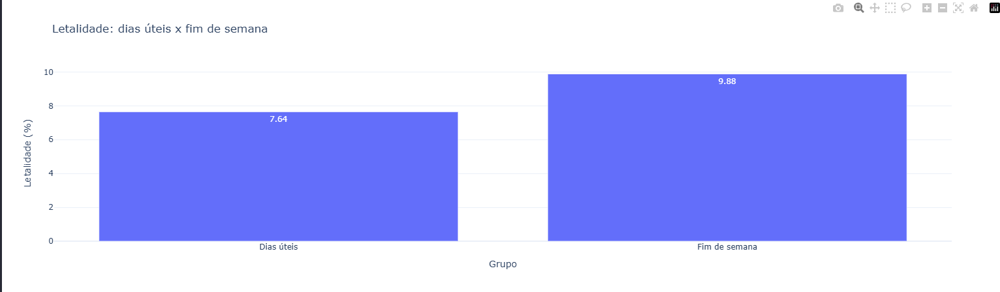 Letalidade: dias úteis x fim de semana
10
8
6
4
2
0
Letalidade (%)
7.64
9.88
Dias úteis
Fim de semana
Grupo